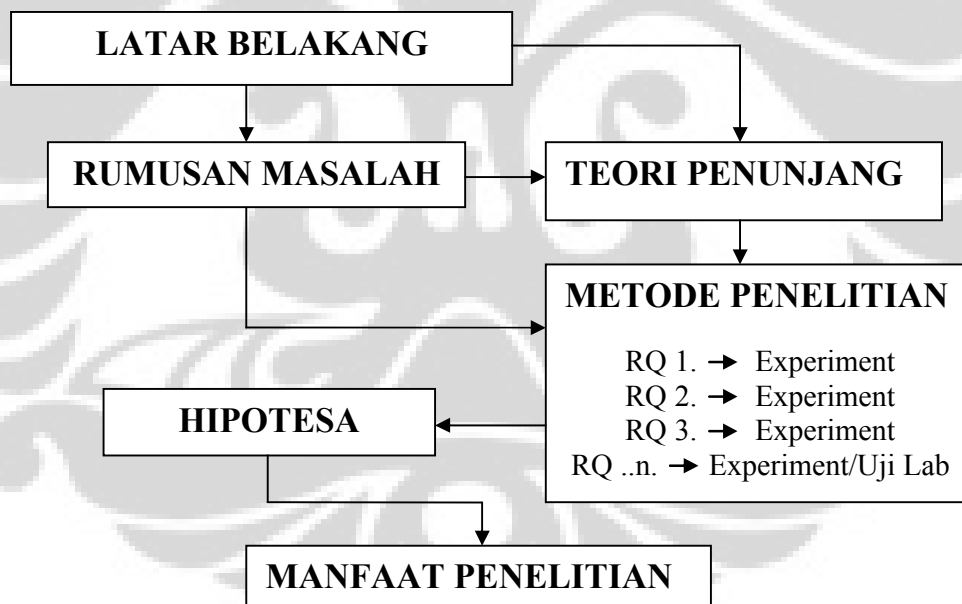 LATAR BELAKANG
RUMUSAN MASALAH
TEORI PENUNJANG
METODE PENELITIAN
RQ 1. → Experiment
RQ 2. → Experiment
RQ 3. → Experiment
RQ ..n. → Experiment/Uji Lab
HIPOTESA
MANFAAT PENELITIAN